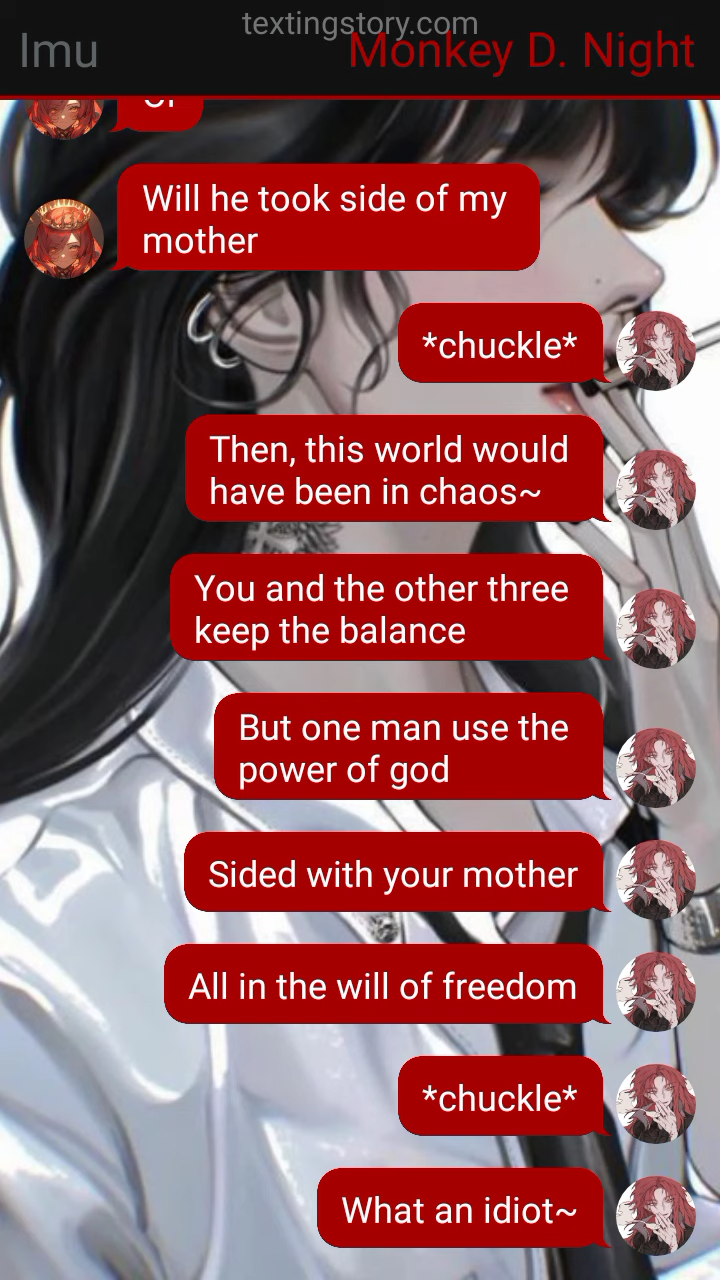 textingstory.com
Imu
Monkey D. Night
Will he took side of my
mother
*chuckle*
Then, this world would
have been in chaos~
You and the other three
keep the balance
But one man use the
power of god
Sided with your mother
All in the will of freedom
*chuckle*
What an idiot~